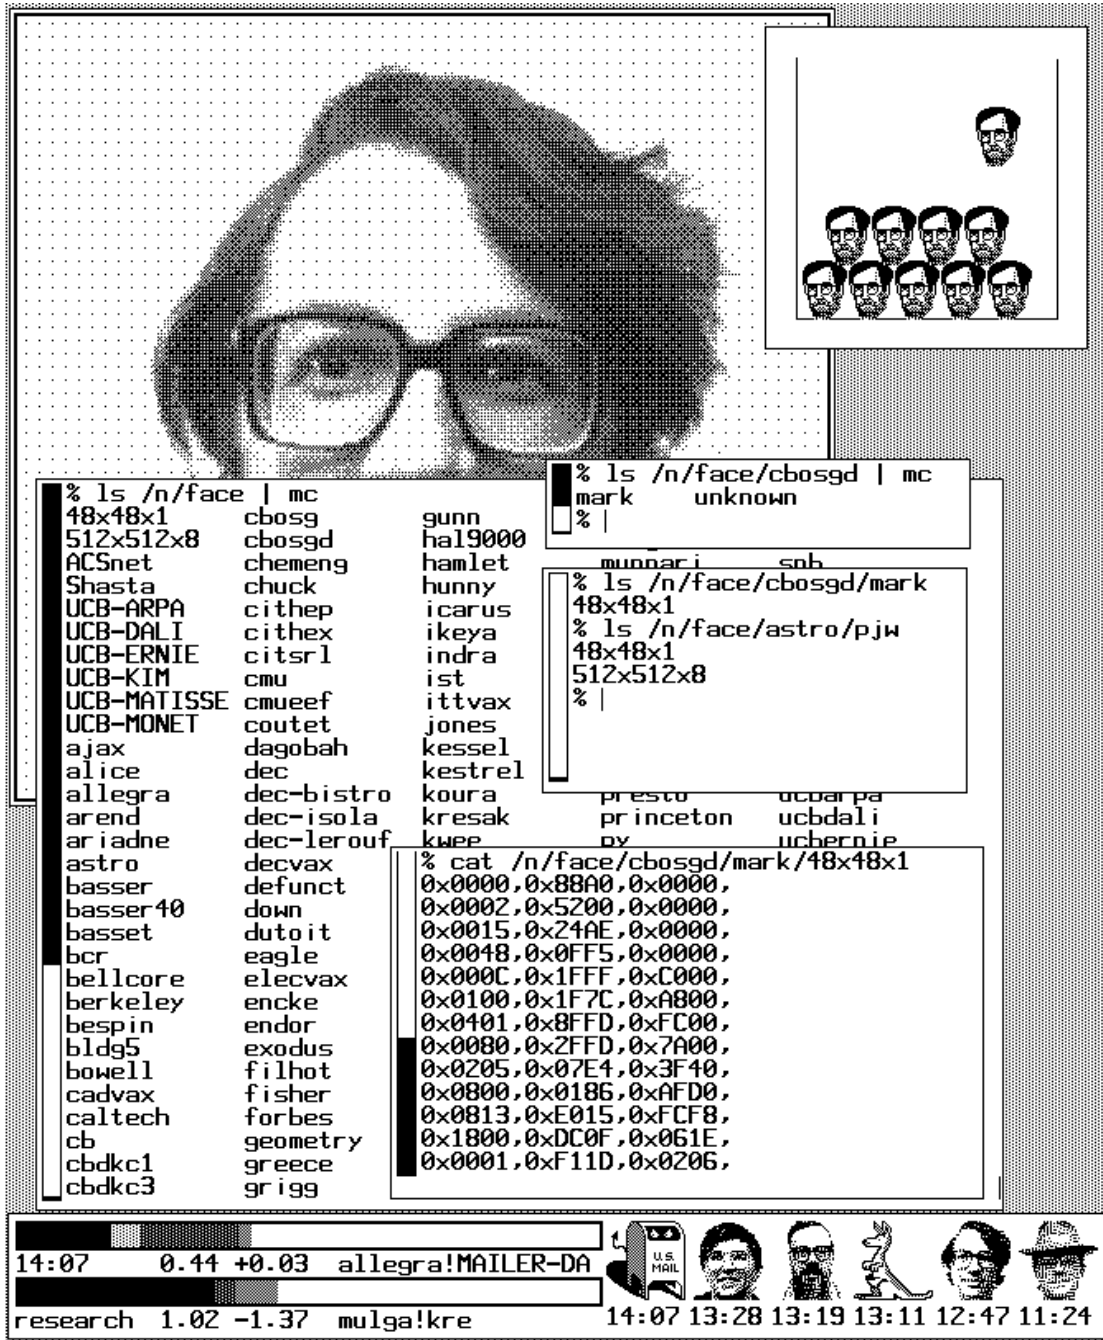 % ls /n/face/cbosgd | mc
mark unknown
%
% ls /n/face | mc
48x48x1 cbosg gunn
512x512x8 cbosgd hal9000
ACSnet chemeng hamlet munnari snb
Shasta chuck hunny
UCB-ARPA cithep icarus
UCB-DALI cithex ikeya
UCB-ERNIE citsrl indra
UCB-KIM cmu ist
UCB-MATISSE cmueef ittvax
UCB-MONET coutet jones
ajax dagobah kessel
alice dec kestrel
allegra dec-bistro koura presto ucbarpa
arend dec-isola kresak princeton ucbdali
ariadne dec-lerouf kwee py ucbernie
astro decvax
basser defunct
basser40 down
basset dutoit
bcr eagle
bellcore elecvax
berkeley encke
bespin endor
bldg5 exodus
bowell filhot
cadvax fisher
caltech forbes
cb geometry
cbdkc1 greece
cbdkc3 grigg
% ls /n/face/cbosgd/mark
48x48x1
% ls /n/face/astro/pjw
48x48x1
512x512x8
%
% cat /n/face/cbosgd/mark/48x48x1
0x0000,0x88A0,0x0000,
0x0002,0x5200,0x0000,
0x0015,0x24AE,0x0000,
0x0048,0x0FF5,0x0000,
0x000C,0x1FFF,0xC000,
0x0100,0x1F7C,0xA800,
0x0401,0x8FFD,0xFC00,
0x0080,0x2FFD,0x7A00,
0x0205,0x07E4,0x3F40,
0x0800,0x0186,0xAFD0,
0x0813,0xE015,0xFCF8,
0x1800,0xDC0F,0x061E,
0x0001,0xF11D,0x0206,
14:07 0.44 +0.03 allegra!MAILER-DA
research 1.02 -1.37 mulga!kre
U.S.
MAIL
14:07 13:28 13:19 13:11 12:47 11:24